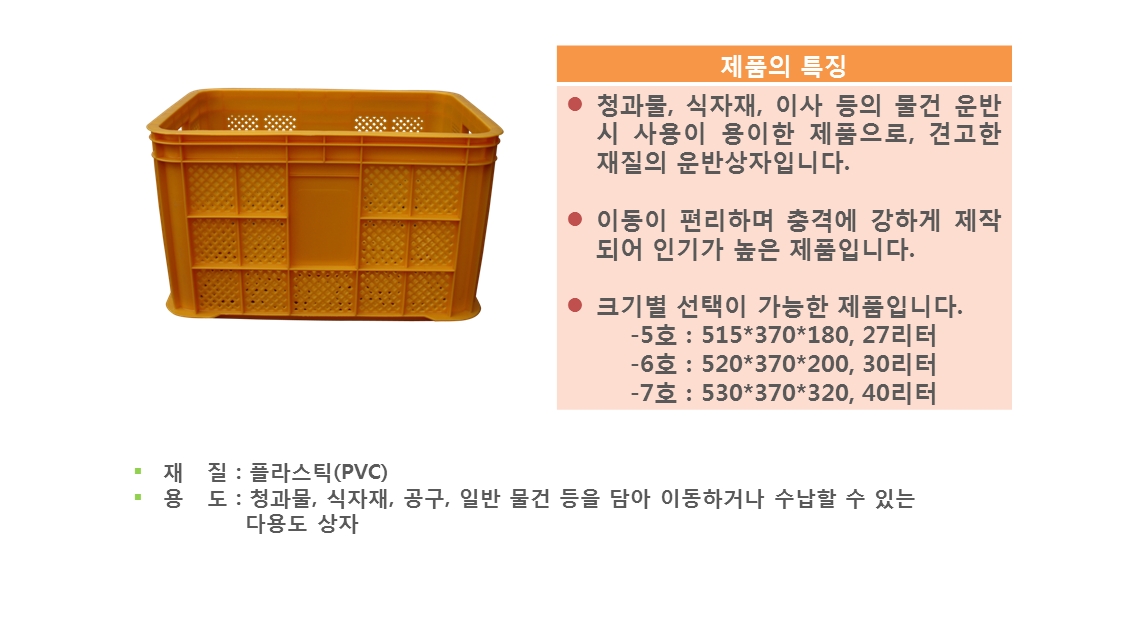 제품의 특징
● 청과물, 식자재, 이사 등의 물건 운반
시 사용이 용이한 제품으로, 견고한
재질의 운반상자입니다.
● 이동이 편리하며 충격에 강하게 제작
되어 인기가 높은 제품입니다.
● 크기별 선택이 가능한 제품입니다.
-5호 : 515*370*180, 27리터
-6호 : 520*370*200, 30리터
-7호 : 530*370*320, 40리터
▪ 재 질 : 플라스틱(PVC)
▪ 용 도 : 청과물, 식자재, 공구, 일반 물건 등을 담아 이동하거나 수납할 수 있는
다용도 상자